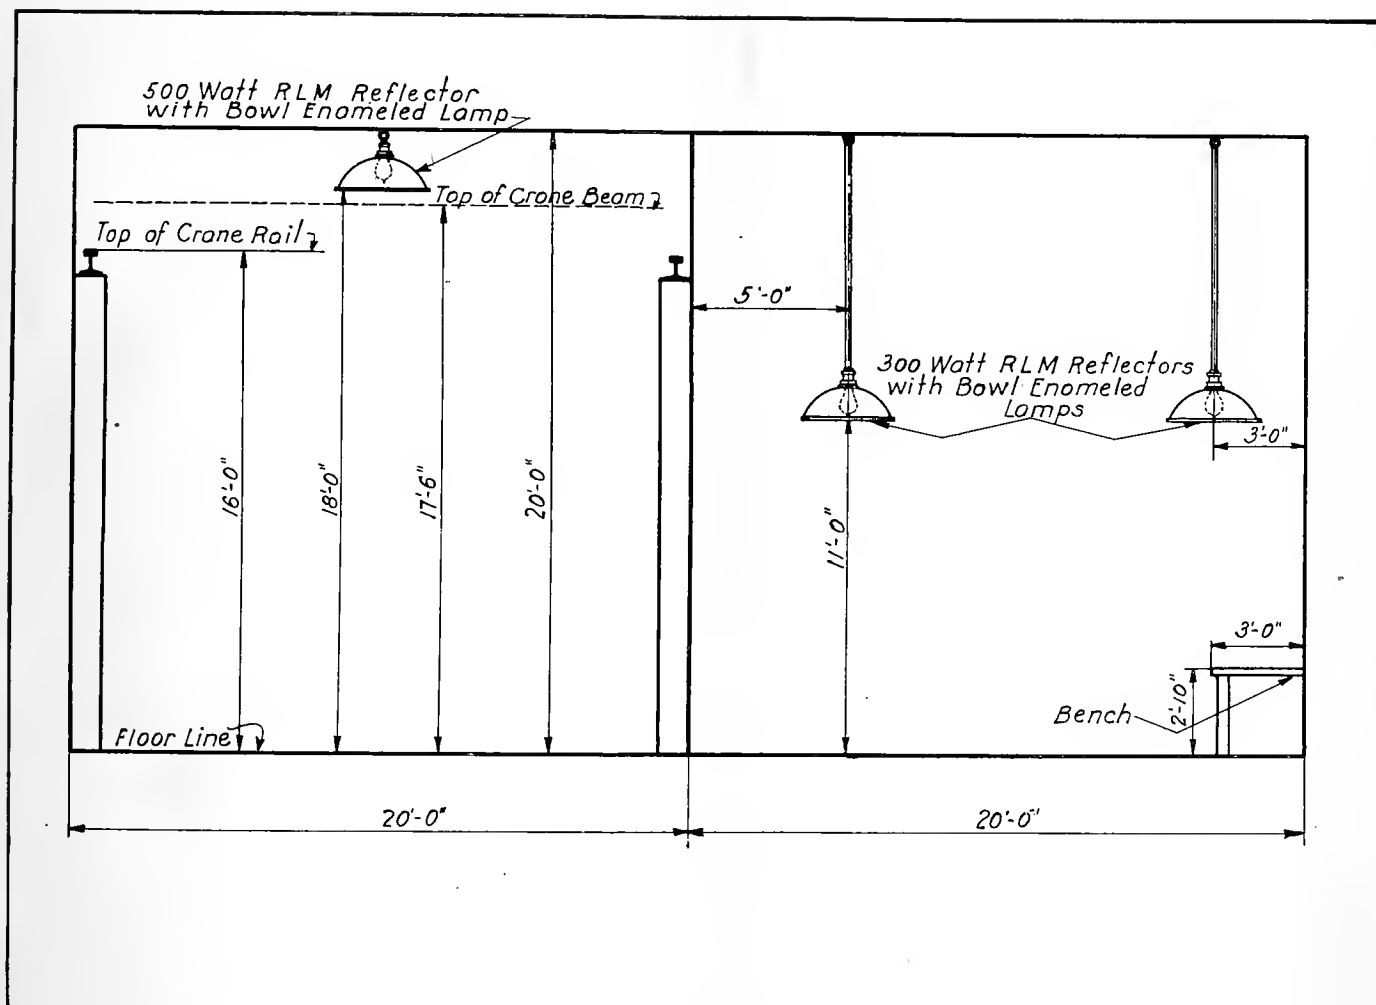 500 Watt RLM Reflector
with Bowl Enameled Lamp
Top of Crane Beam
Top of Crane Rail
5'-0"
300 Watt RLM Reflectors
with Bowl Enameled
Lamps
3'-0"
16'-0"
18'-0"
17'-6"
20'-0"
11'-0"
3'-0"
2'-10"
Bench
Floor Line
20'-0"
20'-0"